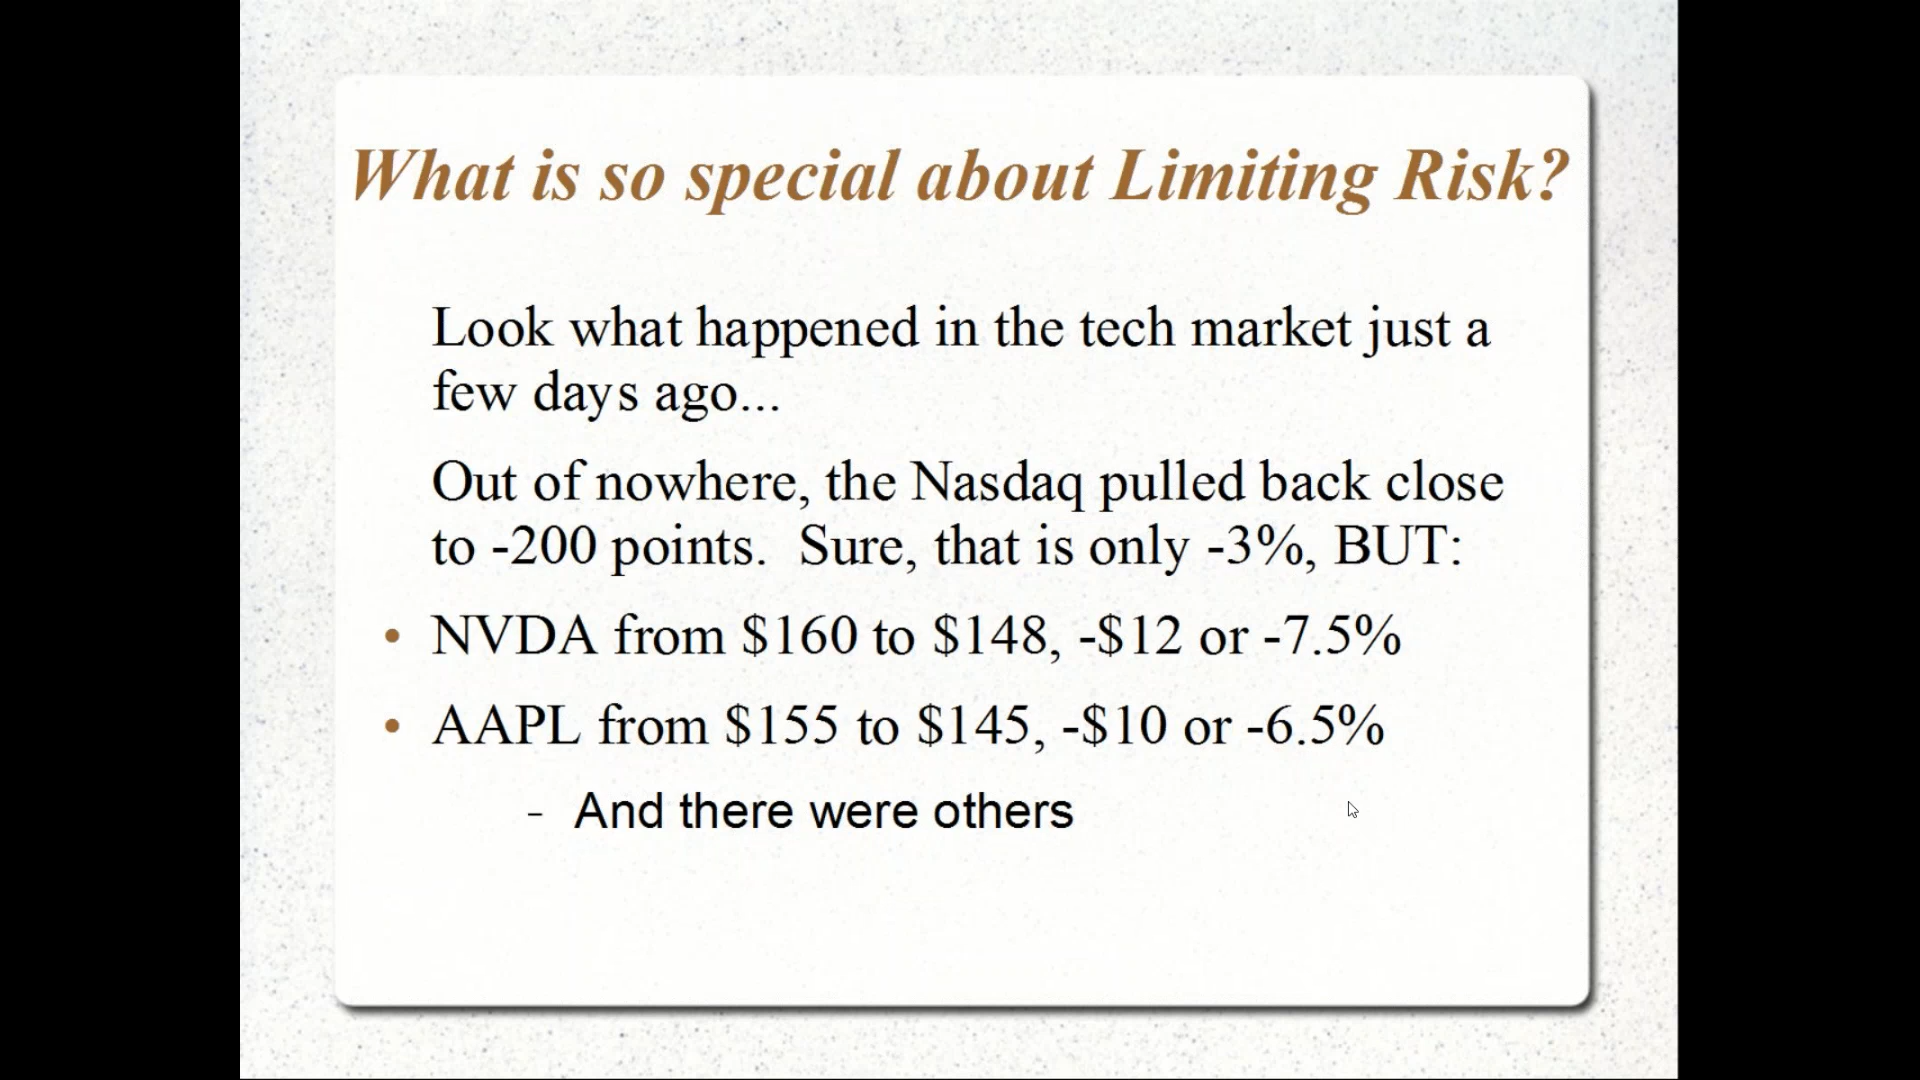 What is so special about Limiting Risk?
Look what happened in the tech market just a
few days ago...
Out of nowhere, the Nasdaq pulled back close
to -200 points.  Sure, that is only -3%, BUT:
• NVDA from $160 to $148, -$12 or -7.5%
• AAPL from $155 to $145, -$10 or -6.5%
– And there were others